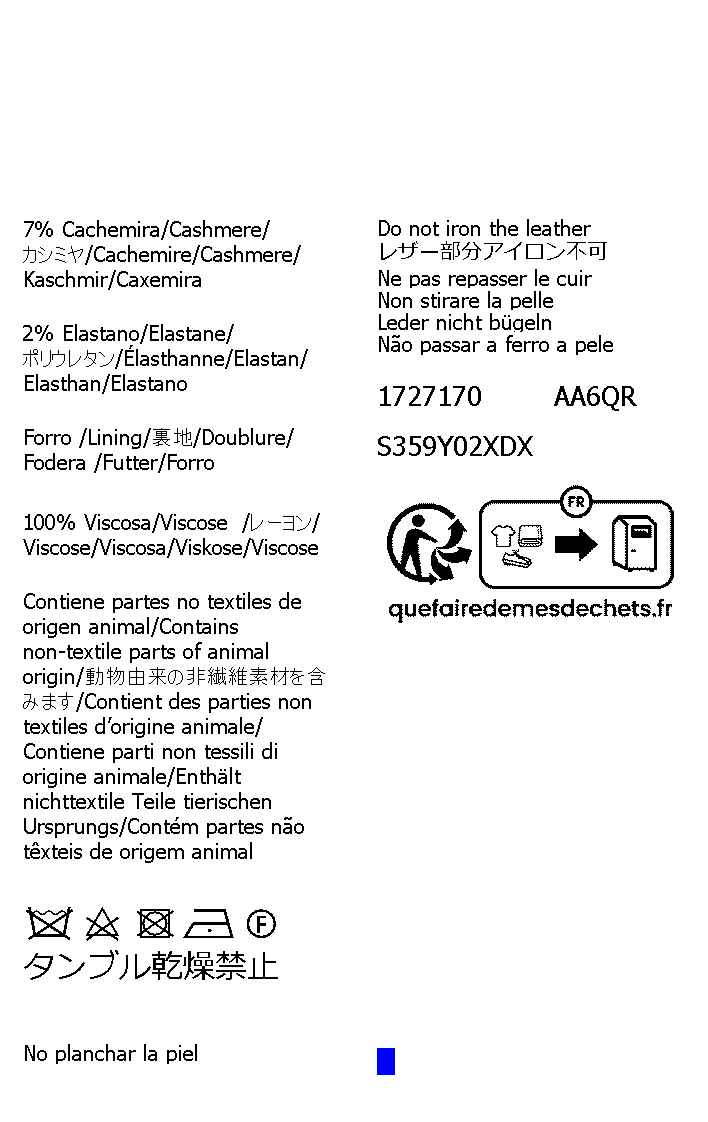 7% Cachemira/Cashmere/
カシミヤ/Cachemire/Cashmere/
Kaschmir/Caxemira
2% Elastano/Elastane/
ポリウレタン/Élasthanne/Elastan/
Elasthan/Elastano
Forro /Lining/裏地/Doublure/
Fodera /Futter/Forro
100% Viscosa/Viscose /レーヨン/
Viscose/Viscosa/Viskose/Viscose
Contiene partes no textiles de
origen animal/Contains
non-textile parts of animal
origin/動物由来の非繊維素材を含
みます/Contient des parties non
textiles d’origine animale/
Contiene parti non tessili di
origine animale/Enthält
nichttextile Teile tierischen
Ursprungs/Contém partes não
têxteis de origem animal
F
タンブル乾燥禁止
No planchar la piel
Do not iron the leather
レザー部分アイロン不可
Ne pas repasser le cuir
Non stirare la pelle
Leder nicht bügeln
Não passar a ferro a pele
1727170 AA6QR
S359Y02XDX
FR
quefairedemesdechets.fr